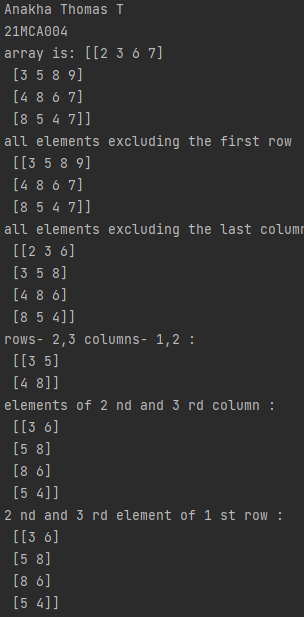 Anakha Thomas T
21MCA004
array is: [[2 3 6 7]
[3 5 8 9]
[4 8 6 7]
[8 5 4 7]]
all elements excluding the first row
[[3 5 8 9]
[4 8 6 7]
[8 5 4 7]]
all elements excluding the last column
[[2 3 6]
[3 5 8]
[4 8 6]
[8 5 4]]
rows- 2,3 columns- 1,2 :
[[3 5]
[4 8]]
elements of 2 nd and 3 rd column :
[[3 6]
[5 8]
[8 6]
[5 4]]
2 nd and 3 rd element of 1 st row :
[[3 6]
[5 8]
[8 6]
[5 4]]